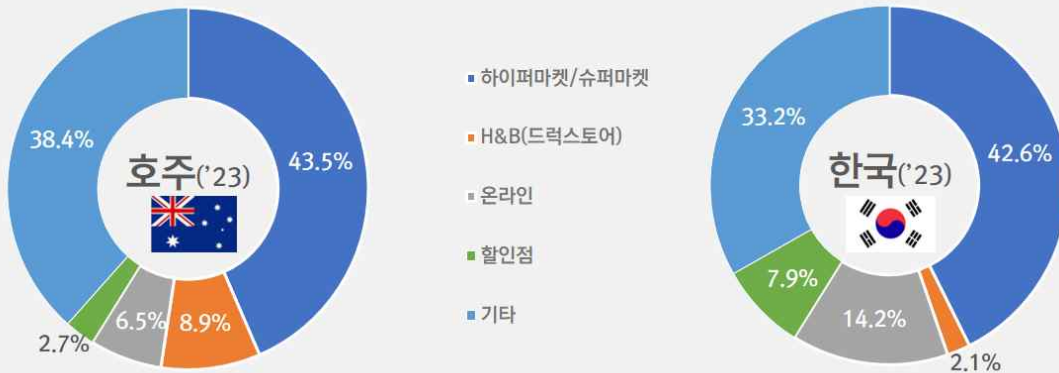 38.4%
43.5%
호주('23)
2.7%
6.5%
8.9%
하이퍼마켓/슈퍼마켓
H&B(드럭스토어)
온라인
할인점
기타
33.2%
42.6%
한국('23)
7.9%
14.2%
2.1%